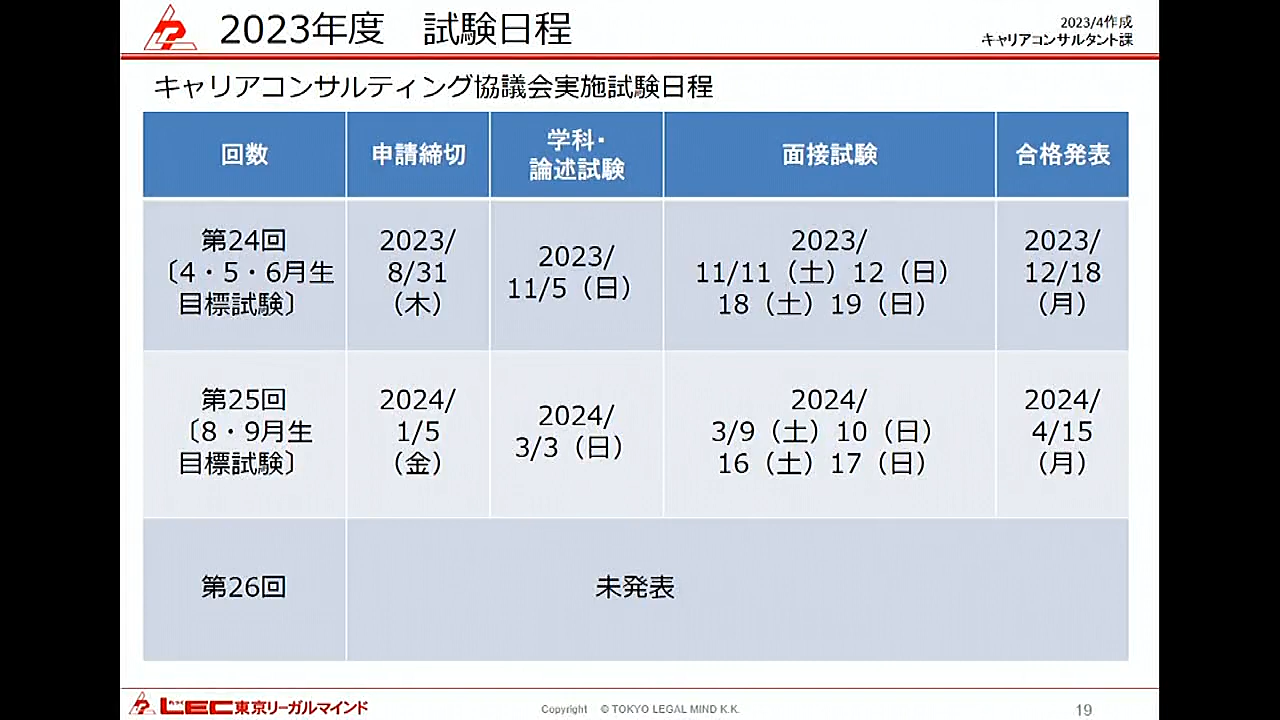 2023年度　試験日程
2023/4作成
キャリアコンサルタント課
キャリアコンサルティング協議会実施試験日程
回数
申請締切
学科・
論述試験
面接試験
合格発表
第24回
〔4・5・6月生
目標試験〕
2023/
8/31
（木）
2023/
11/5（日）
2023/
11/11（土）12（日）
18（土）19（日）
2023/
12/18
（月）
第25回
〔8・9月生
目標試験〕
2024/
1/5
（金）
2024/
3/3（日）
2024/
3/9（土）10（日）
16（土）17（日）
2024/
4/15
（月）
第26回
未発表
LEC東京リーガルマインド
Copyright　© TOKYO LEGAL MIND K.K.
19